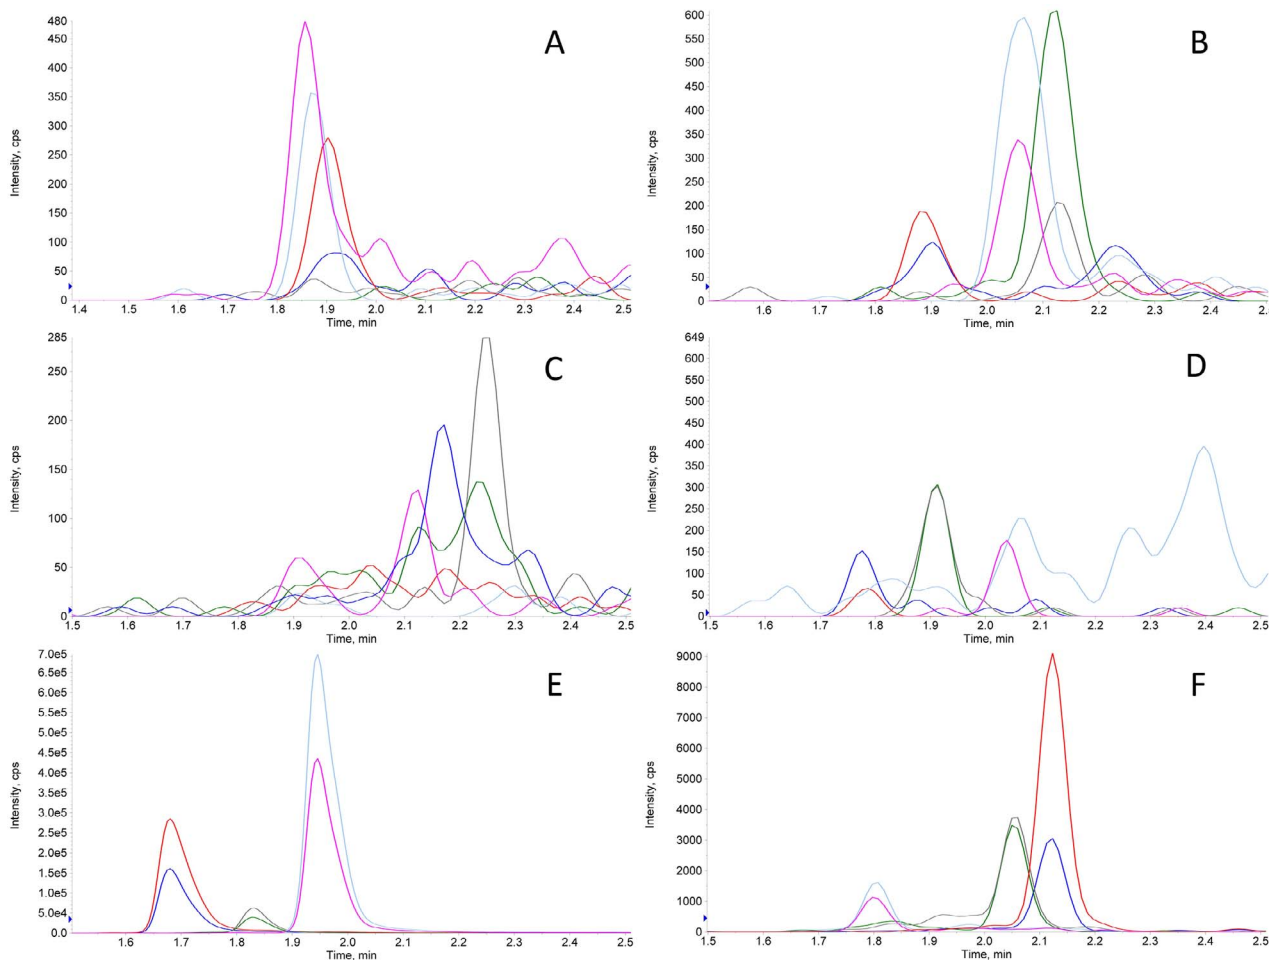 A
Intensity, cps
480
450
400
350
300
250
200
150
100
50
0
1.4 1.5 1.6 1.7 1.8 1.9 2.0 2.1 2.2 2.3 2.4 2.5
Time, min
B
Intensity, cps
600
550
500
450
400
350
300
250
200
150
100
50
0
1.5 1.6 1.7 1.8 1.9 2.0 2.1 2.2 2.3 2.4 2.
Time, min
C
Intensity, cps
285
250
200
150
100
50
0
1.5 1.6 1.7 1.8 1.9 2.0 2.1 2.2 2.3 2.4 2.5
Time, min
D
Intensity, cps
649
600
550
500
450
400
350
300
250
200
150
100
50
0
1.5 1.6 1.7 1.8 1.9 2.0 2.1 2.2 2.3 2.4 2.5
Time, min
E
Intensity, cps
7.0e5
6.5e5
6.0e5
5.5e5
5.0e5
4.5e5
4.0e5
3.5e5
3.0e5
2.5e5
2.0e5
1.5e5
1.0e5
5.0e4
0.0
1.6 1.7 1.8 1.9 2.0 2.1 2.2 2.3 2.4 2.5
Time, min
F
Intensity, cps
9000
8000
7000
6000
5000
4000
3000
2000
1000
0
1.5 1.6 1.7 1.8 1.9 2.0 2.1 2.2 2.3 2.4 2.5
Time, min